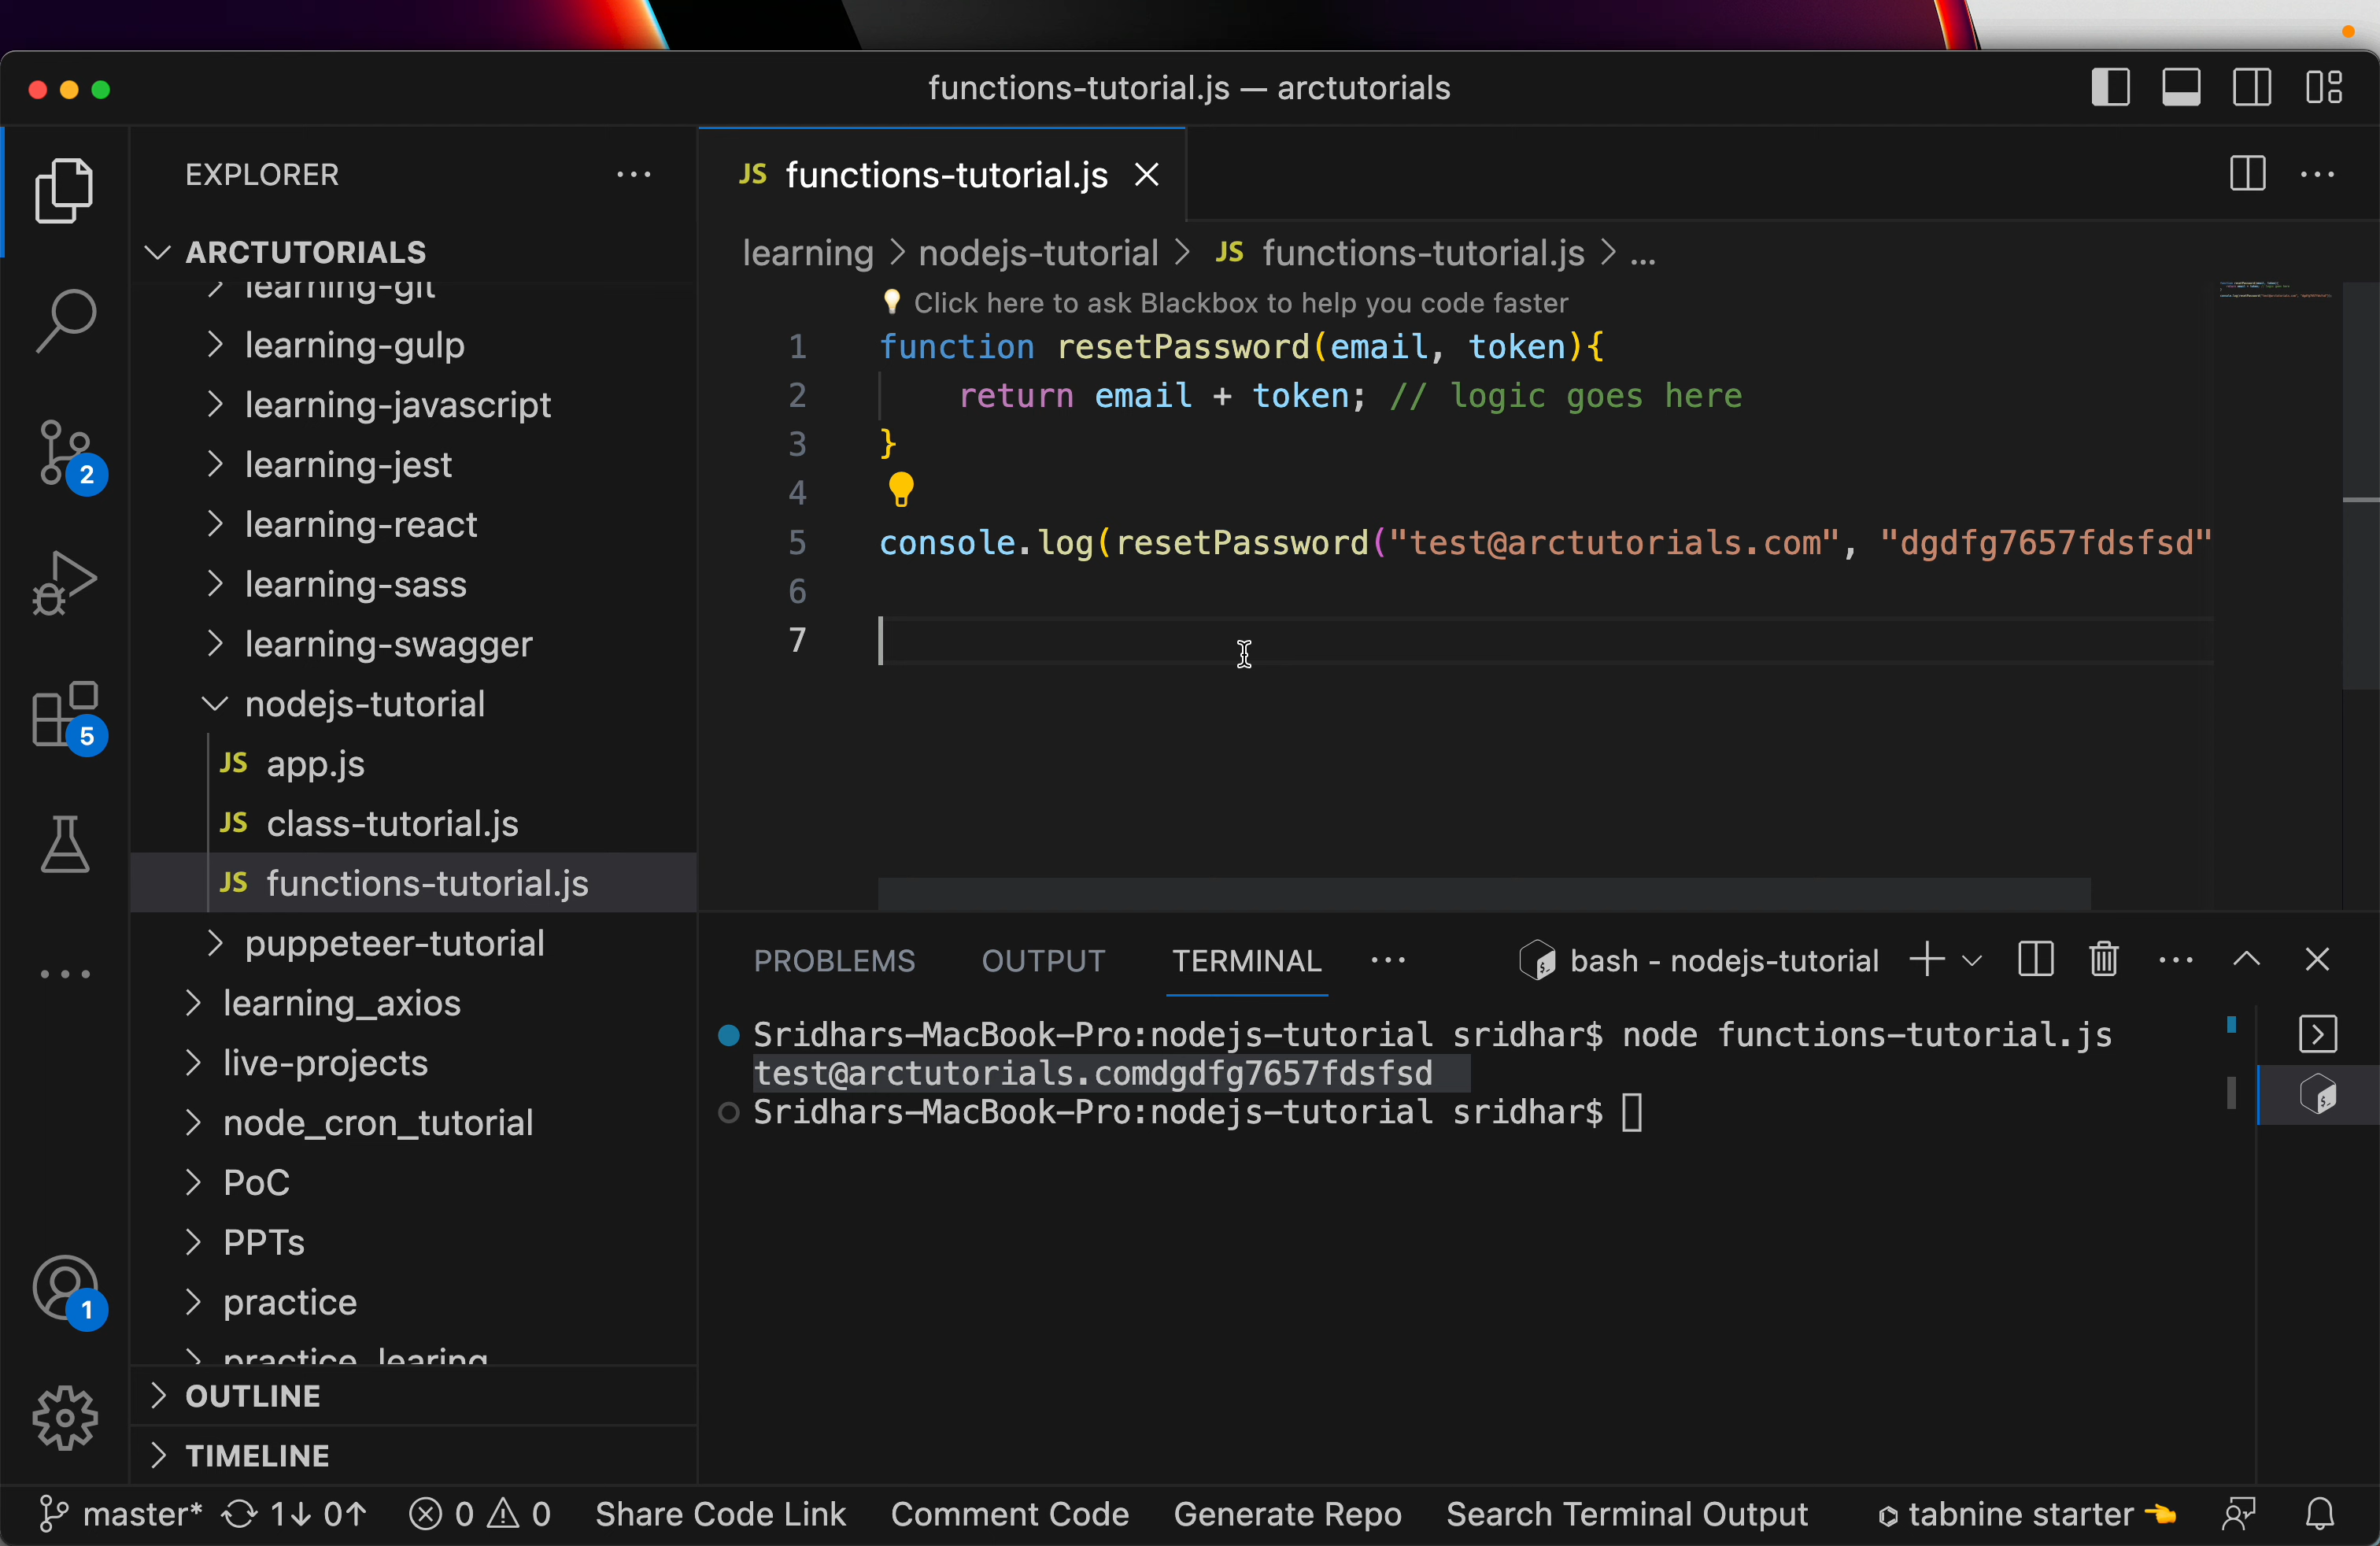 functions-tutorial.js — arctutorials
EXPLORER
ARCTUTORIALS
learning-git
learning-gulp
learning-javascript
learning-jest
learning-react
learning-sass
learning-swagger
nodejs-tutorial
JS app.js
JS class-tutorial.js
JS functions-tutorial.js
puppeteer-tutorial
learning_axios
live-projects
node_cron_tutorial
PoC
PPTs
practice
practice_learing
OUTLINE
TIMELINE
2
5
1
JS functions-tutorial.js
learning > nodejs-tutorial > JS functions-tutorial.js > ...
Click here to ask Blackbox to help you code faster
1 function resetPassword(email, token){
2 return email + token; // logic goes here
3 }
4
5 console.log(resetPassword("test@arctutorials.com", "dgdfg7657fdsfsd"
6
7
PROBLEMS OUTPUT TERMINAL ... bash - nodejs-tutorial
Sridhars-MacBook-Pro:nodejs-tutorial sridhar$ node functions-tutorial.js
test@arctutorials.comdgdfg7657fdsfsd
Sridhars-MacBook-Pro:nodejs-tutorial sridhar$
master* 1↓ 0↑ 0 0 Share Code Link Comment Code Generate Repo Search Terminal Output tabnine starter